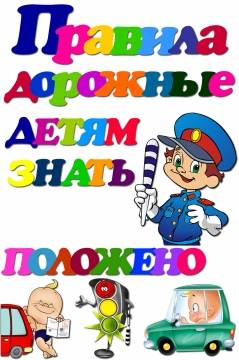 Правила
дорожные
детям
знать
положено